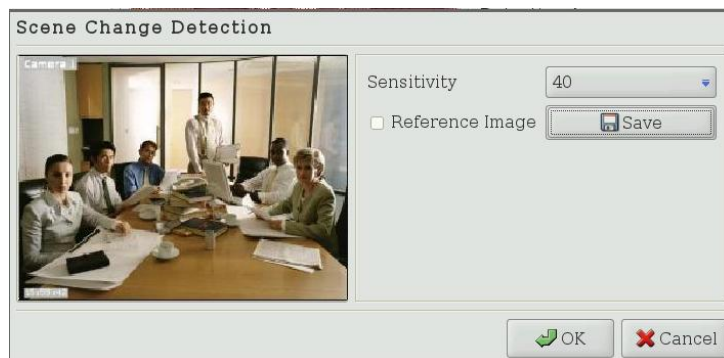 Scene Change Detection
Camera 1
Sensitivity
40
Reference Image
Save
OK
Cancel